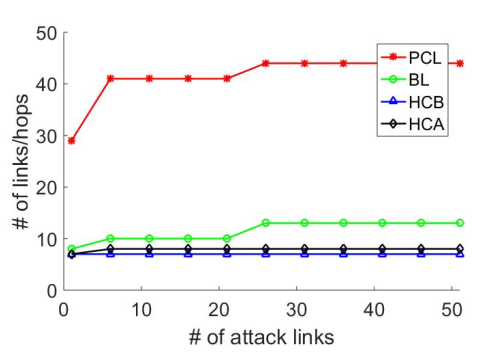 50
40
30
20
10
0
# of links/hops
PCL
BL
HCB
HCA
0 10 20 30 40 50
# of attack links